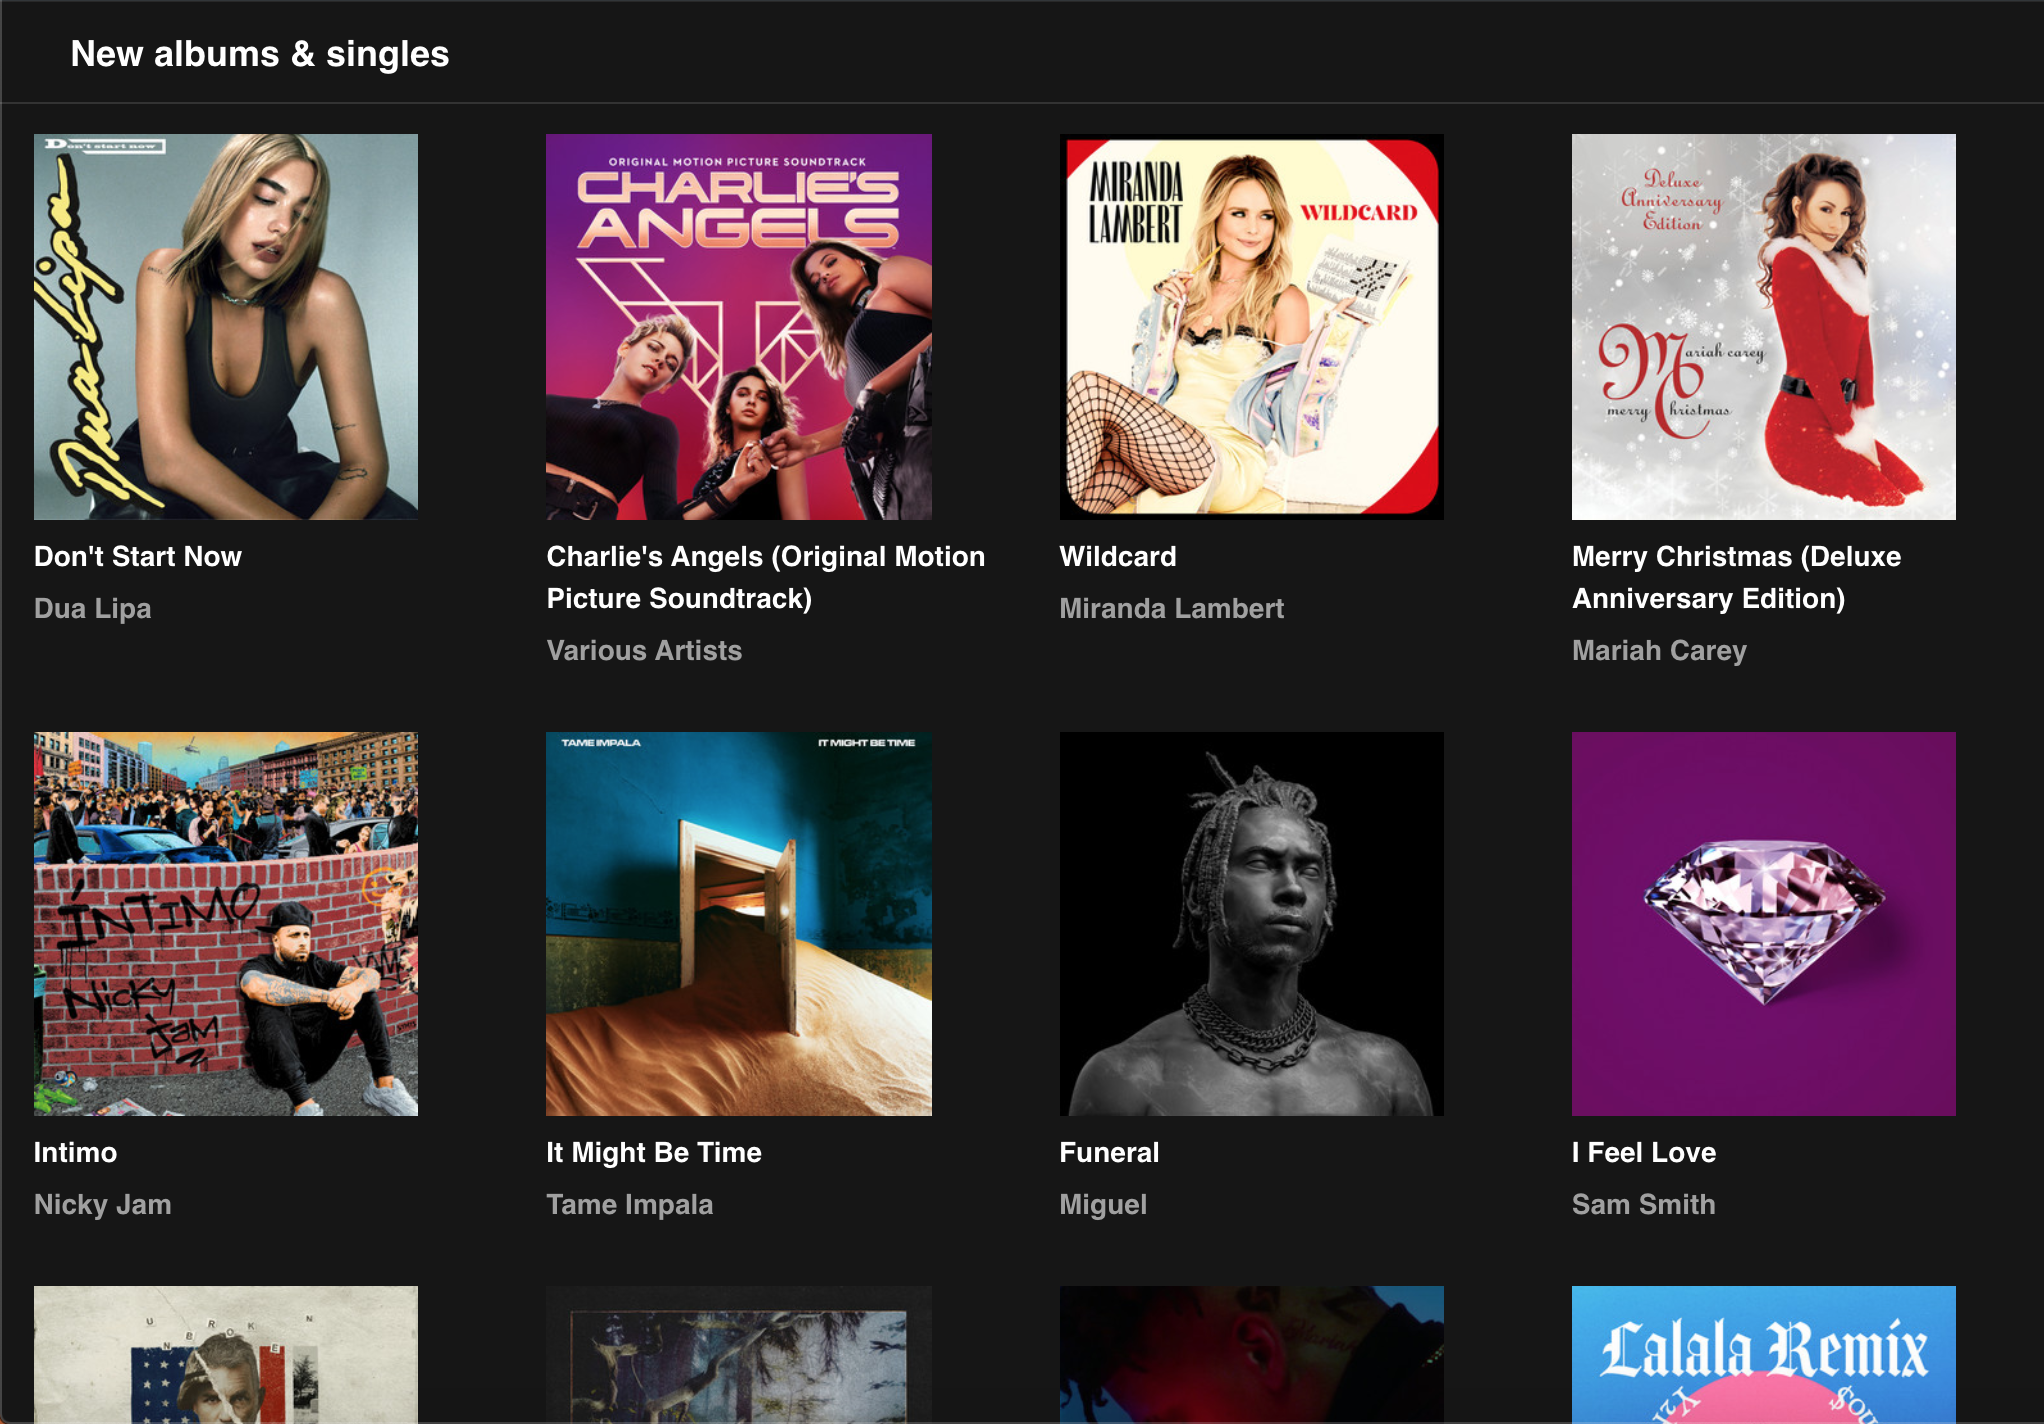 New albums & singles
Don't start now
Dua Lipa
ORIGINAL MOTION PICTURE SOUNDTRACK
CHARLIE'S
ANGELS
MIRANDA
LAMBERT
WILDCARD
Deluxe
Anniversary
Edition
Mariah carey
merry Christmas
Don't Start Now
Dua Lipa
Charlie's Angels (Original Motion
Picture Soundtrack)
Various Artists
Wildcard
Miranda Lambert
Merry Christmas (Deluxe
Anniversary Edition)
Mariah Carey
ÍNTIMO
Nicky
Jam
TAME IMPALA
IT MIGHT BE TIME
Intimo
Nicky Jam
It Might Be Time
Tame Impala
Funeral
Miguel
I Feel Love
Sam Smith
UNBROKEN
Lalala Remix